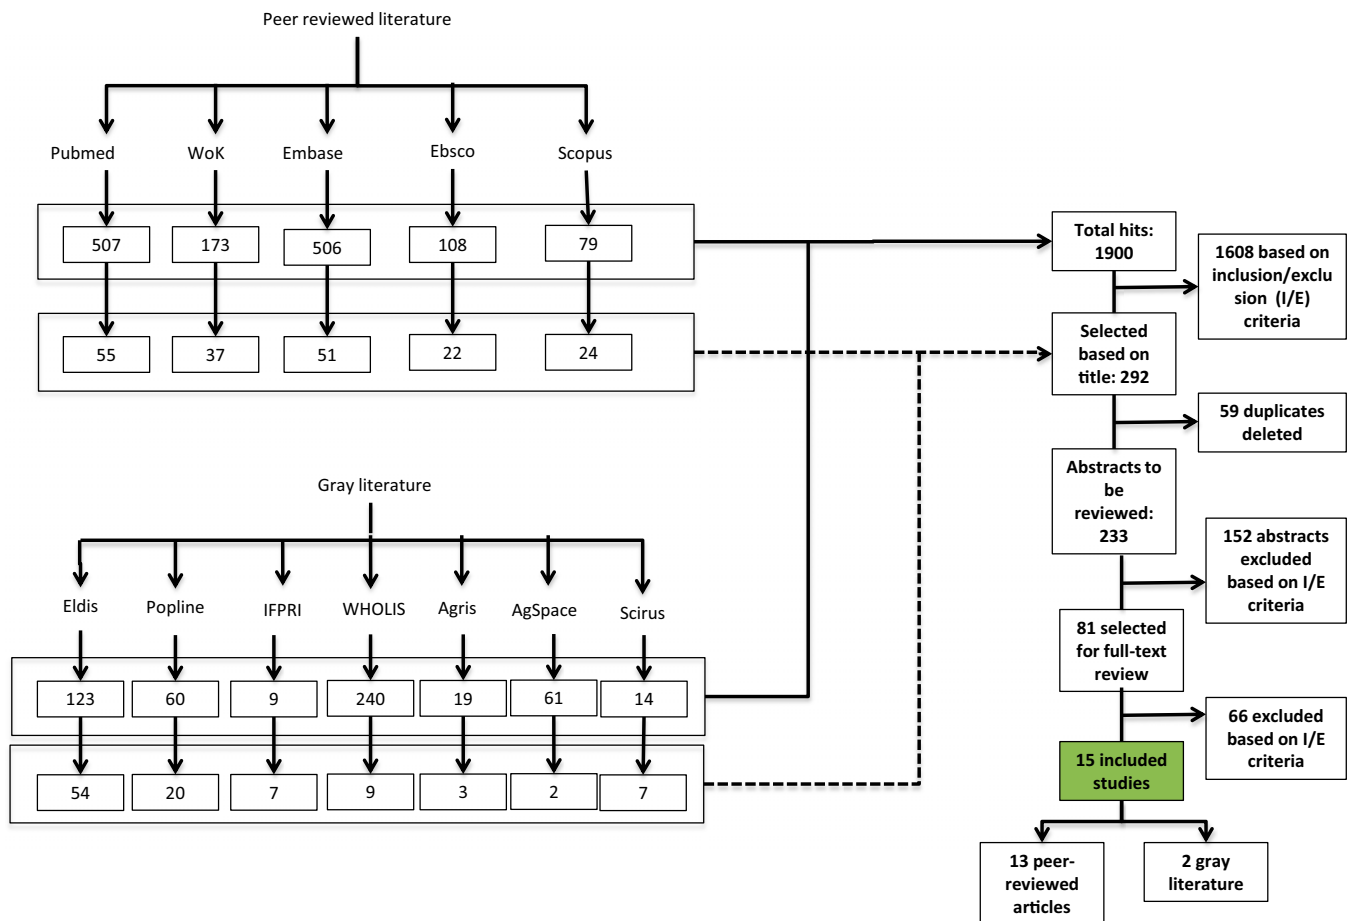 Peer reviewed literature
Pubmed
WoK
Embase
Ebsco
Scopus
507
173
506
108
79
55
37
51
22
24
Gray literature
Eldis
Popline
IFPRI
WHOLIS
Agris
AgSpace
Scirus
123
60
9
240
19
61
14
54
20
7
9
3
2
7
Total hits:
1900
1608 based on
inclusion/exclu
sion (I/E)
criteria
Selected
based on
title: 292
59 duplicates
deleted
Abstracts to
be
reviewed:
233
152 abstracts
excluded
based on I/E
criteria
81 selected
for full-text
review
66 excluded
based on I/E
criteria
15 included
studies
13 peer-
reviewed
articles
2 gray
literature